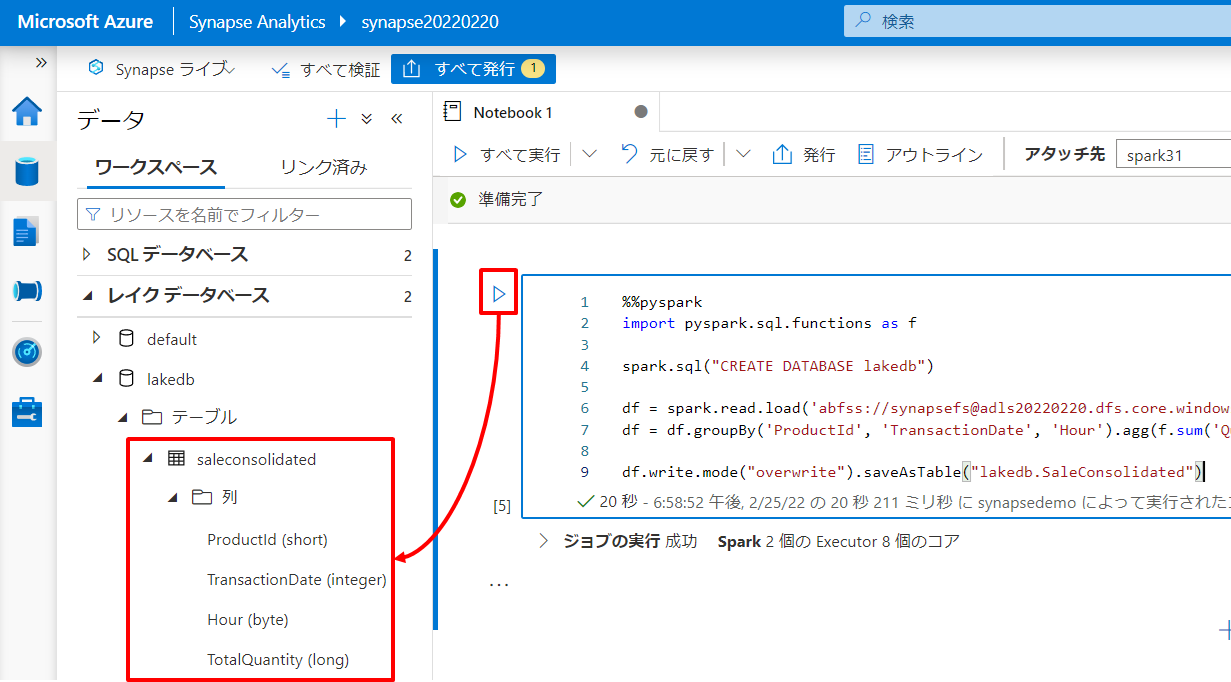 Microsoft Azure
Synapse Analytics
synapse20220220
検索
Synapse ライブ
すべて検証
すべて発行
1
データ
ワークスペース
リンク済み
リソースを名前でフィルター
SQL データベース
2
レイク データベース
2
default
lakedb
テーブル
saleconsolidated
列
ProductId (short)
TransactionDate (integer)
Hour (byte)
TotalQuantity (long)
Notebook 1
すべて実行
元に戻す
発行
アウトライン
アタッチ先
spark31
準備完了
1 %%pyspark
2 import pyspark.sql.functions as f
3
4 spark.sql("CREATE DATABASE lakedb")
5
6 df = spark.read.load('abfss://synapsefs@adls20220220.dfs.core.window
7 df = df.groupBy('ProductId', 'TransactionDate', 'Hour').agg(f.sum('Q
8
9 df.write.mode("overwrite").saveAsTable("lakedb.SaleConsolidated")
[5]
20 秒 - 6:58:52 午後, 2/25/22 の 20 秒 211 ミリ秒 に synapsedemo によって実行された
ジョブの実行 成功 Spark 2 個の Executor 8 個のコア
...